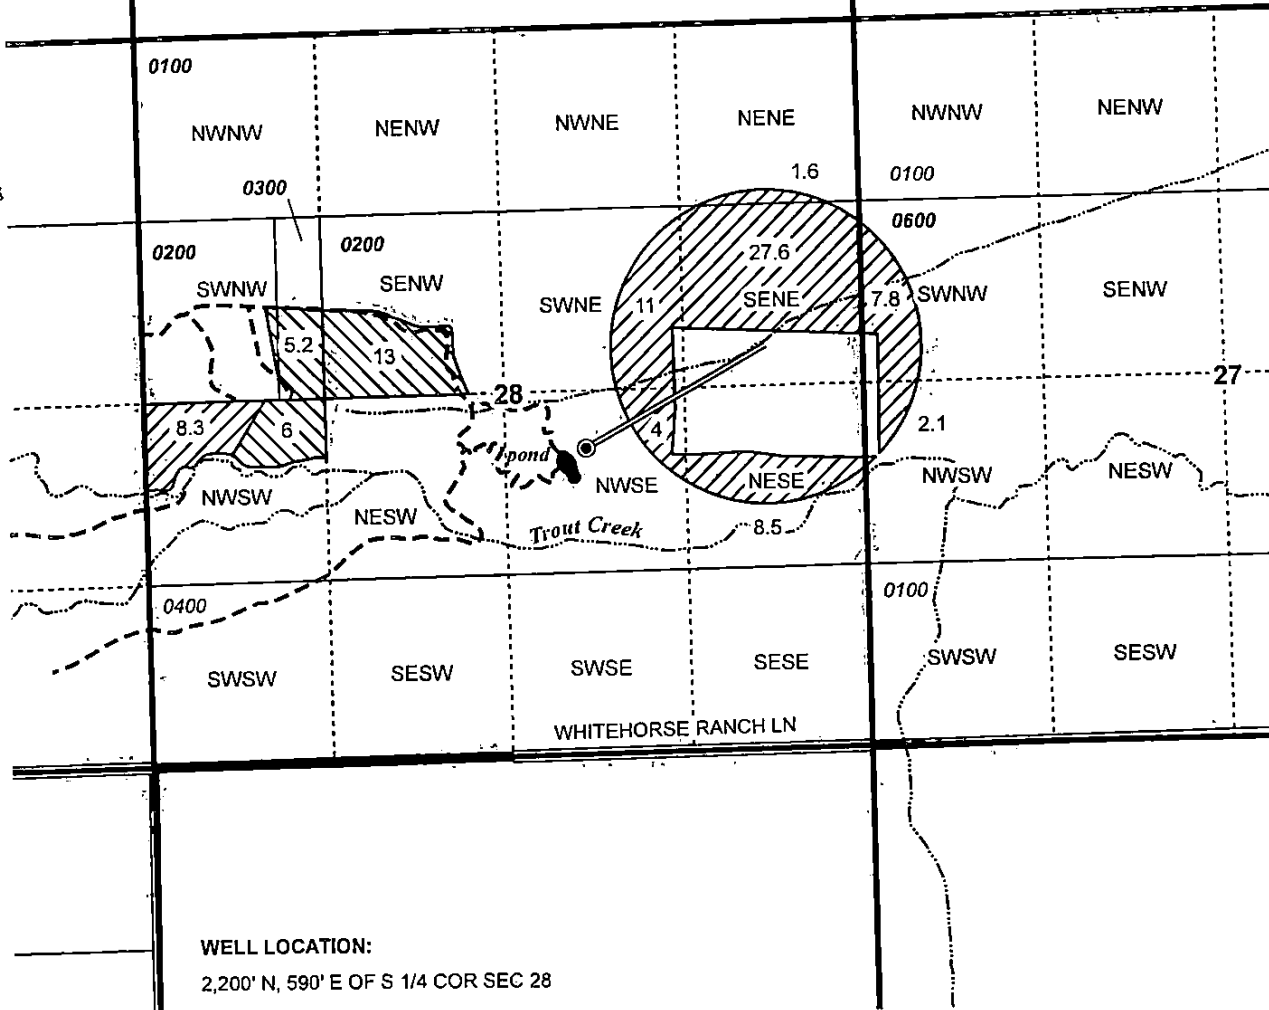 0100
NWNW
NENW
NWNE
NENE
NWNW
NENW
1.6
0300
0100
0600
0200
0200
27.6
SWNW
SENW
SWNE
11
SENE
7.8
SWNW
SENW
5.2
13
28
27
8.3
6
4
2.1
pond
NWSW
NWSE
NESE
NWSW
NESW
NESW
Trout Creek
8.5
0400
0100
SWSW
SESW
SWSE
SESE
SWSW
SESW
WHITEHORSE RANCH LN
WELL LOCATION:
2,200' N, 590' E OF S 1/4 COR SEC 28